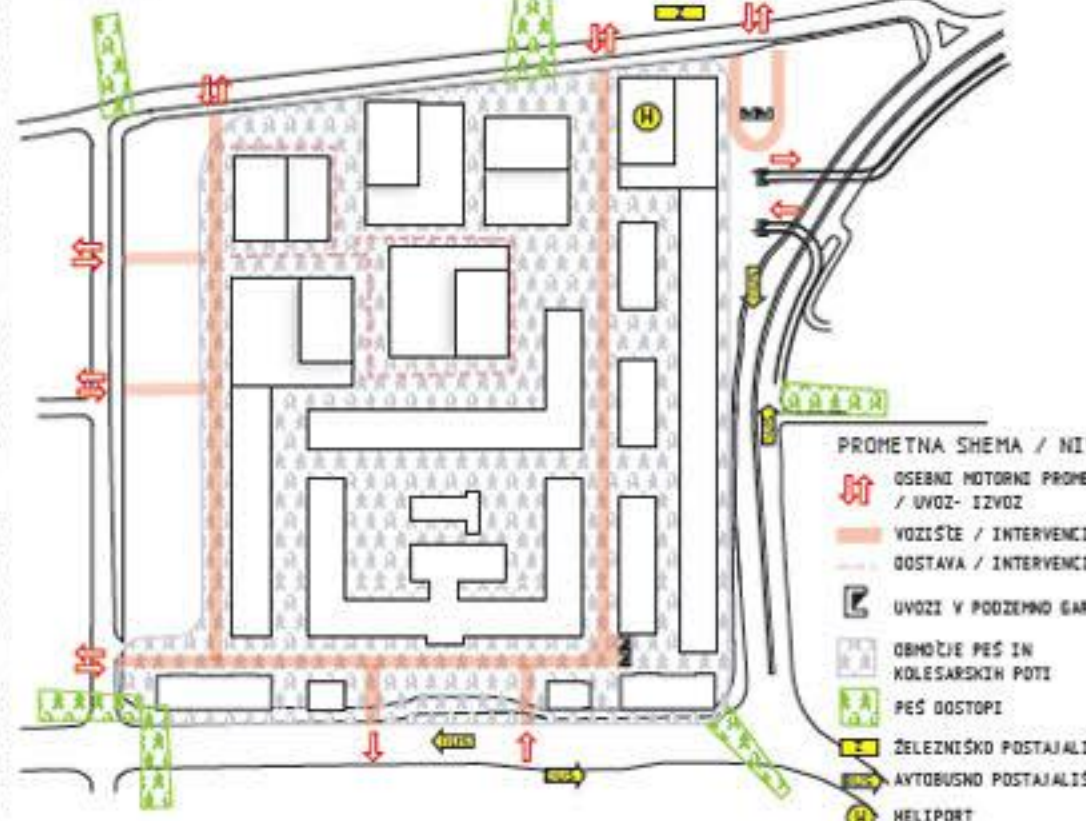 PROMETNA SHEMA / NI
OSEBNI MOTORNI PROME
/ UVOZ- IZVOZ
VOZIŠČE / INTERVENCI
DOSTAVA / INTERVENCI
UVOZI V PODZEMNO GAR
OBMOČJE PEŠ IN
KOLESARSKIH POTI
PEŠ DOSTOPI
ŽELEZNIŠKO POSTAJALI
AVTOBUSNO POSTAJALIŠ
HELIPORT